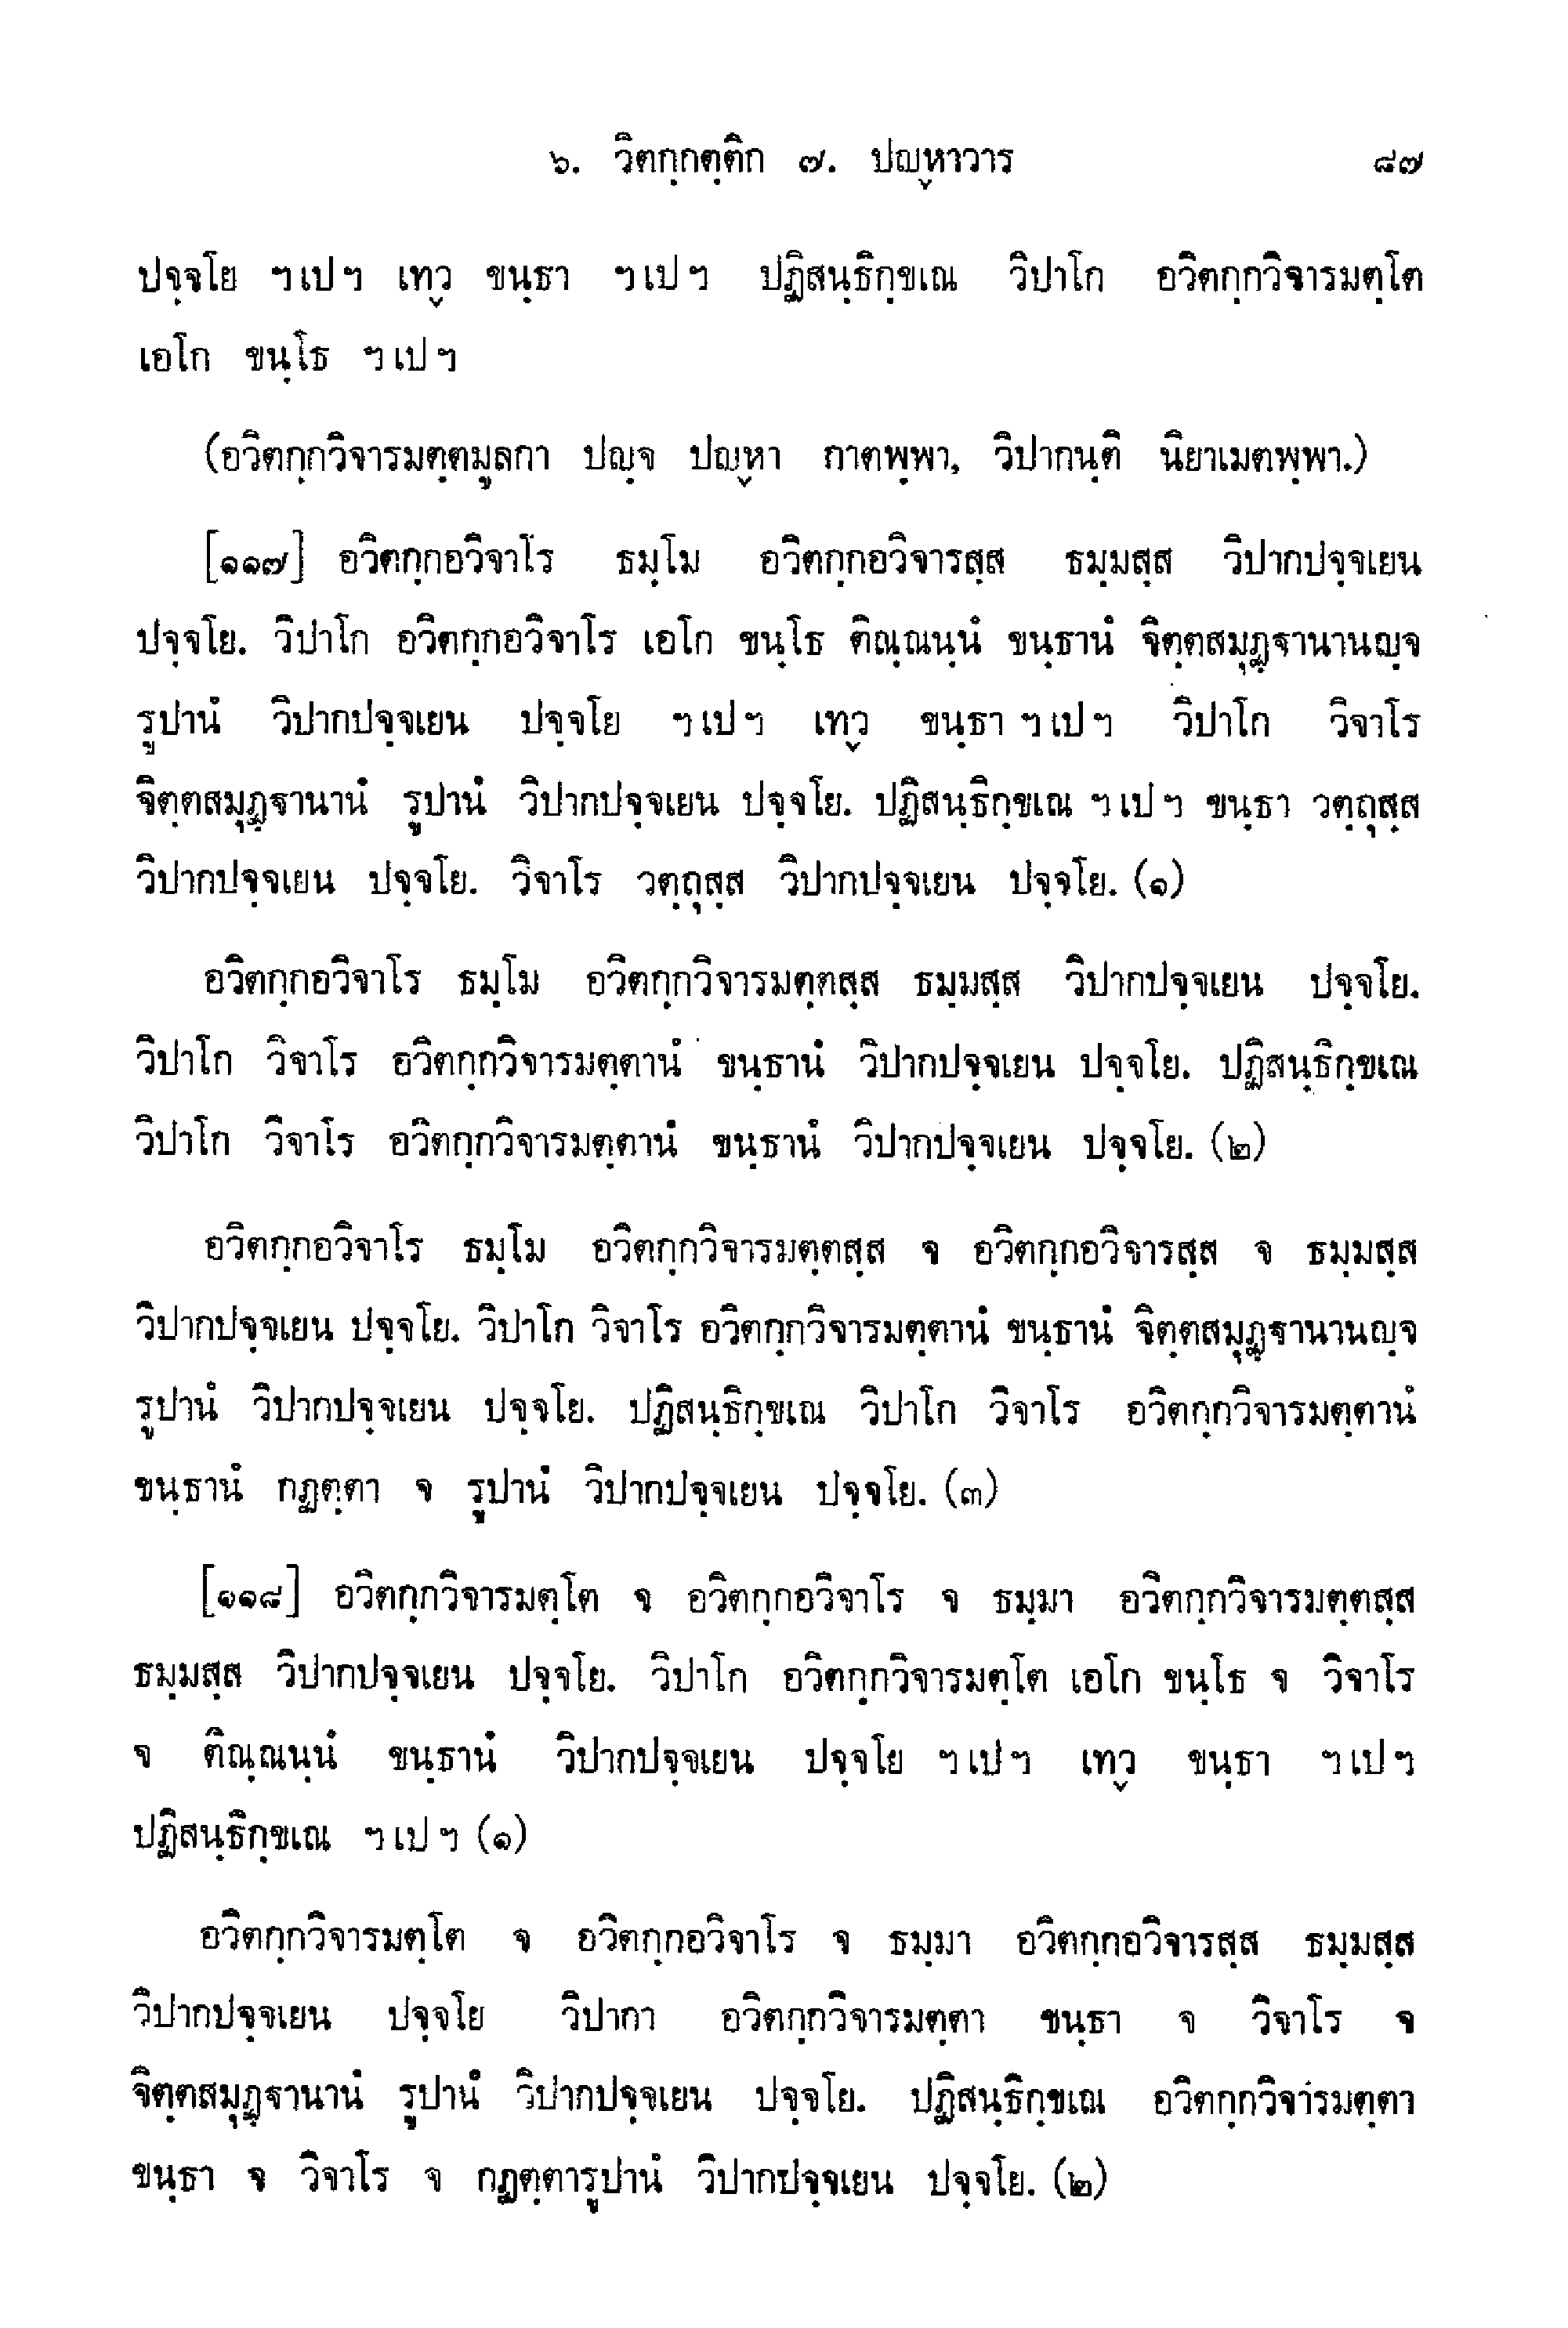 ๖. วิตกฺกตฺติก ๗. ปญฺหาวาร ๘๗
ปจฺจโย ฯเปฯ เทฺว ขนฺธา ฯเปฯ ปฏิสนฺธิกฺขเณ วิปาโก อวิตกฺกวิจารมตฺโต
เอโก ขนฺโธ ฯเปฯ
(อวิตกฺกวิจารมตฺตมูลกา ปญฺจ ปญฺหา กาตพฺพา, วิปากนฺติ นิยาเมตพฺพา.)
[๑๑๗] อวิตกฺกอวิจาโร ธมฺโม อวิตกฺกอวิจารสฺส ธมฺมสฺส วิปากปจฺจเยน
ปจฺจโย. วิปาโก อวิตกฺกอวิจาโร เอโก ขนฺโธ ติณฺณนฺนํ ขนฺธานํ จิตฺตสมุฏฺฐานานญฺจ
รูปานํ วิปากปจฺจเยน ปจฺจโย ฯเปฯ เทฺว ขนฺธา ฯเปฯ วิปาโก วิจาโร
จิตฺตสมุฏฺฐานานํ รูปานํ วิปากปจฺจเยน ปจฺจโย. ปฏิสนฺธิกฺขเณ ฯเปฯ ขนฺธา วตฺถุสฺส
วิปากปจฺจเยน ปจฺจโย. วิจาโร วตฺถุสฺส วิปากปจฺจเยน ปจฺจโย. (๑)
อวิตกฺกอวิจาโร ธมฺโม อวิตกฺกวิจารมตฺตสฺส ธมฺมสฺส วิปากปจฺจเยน ปจฺจโย.
วิปาโก วิจาโร อวิตกฺกวิจารมตฺตานํ ขนฺธานํ วิปากปจฺจเยน ปจฺจโย. ปฏิสนฺธิกฺขเณ
วิปาโก วิจาโร อวิตกฺกวิจารมตฺตานํ ขนฺธานํ วิปากปจฺจเยน ปจฺจโย. (๒)
อวิตกฺกอวิจาโร ธมฺโม อวิตกฺกวิจารมตฺตสฺส จ อวิตกฺกอวิจารสฺส จ ธมฺมสฺส
วิปากปจฺจเยน ปจฺจโย. วิปาโก วิจาโร อวิตกฺกวิจารมตฺตานํ ขนฺธานํ จิตฺตสมุฏฺฐานานญฺจ
รูปานํ วิปากปจฺจเยน ปจฺจโย. ปฏิสนฺธิกฺขเณ วิปาโก วิจาโร อวิตกฺกวิจารมตฺตานํ
ขนฺธานํ กฏตฺตา จ รูปานํ วิปากปจฺจเยน ปจฺจโย. (๓)
[๑๑๘] อวิตกฺกวิจารมตฺโต จ อวิตกฺกอวิจาโร จ ธมฺมา อวิตกฺกวิจารมตฺตสฺส
ธมฺมสฺส วิปากปจฺจเยน ปจฺจโย. วิปาโก อวิตกฺกวิจารมตฺโต เอโก ขนฺโธ จ วิจาโร
จ ติณฺณนฺนํ ขนฺธานํ วิปากปจฺจเยน ปจฺจโย ฯเปฯ เทฺว ขนฺธา ฯเปฯ
ปฏิสนฺธิกฺขเณ ฯเปฯ (๑)
อวิตกฺกวิจารมตฺโต จ อวิตกฺกอวิจาโร จ ธมฺมา อวิตกฺกอวิจารสฺส ธมฺมสฺส
วิปากปจฺจเยน ปจฺจโย วิปากา อวิตกฺกวิจารมตฺตา ขนฺธา จ วิจาโร จ
จิตฺตสมุฏฺฐานานํ รูปานํ วิปากปจฺจเยน ปจฺจโย. ปฏิสนฺธิกฺขเณ อวิตกฺกวิจารมตฺตา
ขนฺธา จ วิจาโร จ กฏตฺตารูปานํ วิปากปจฺจเยน ปจฺจโย. (๒)